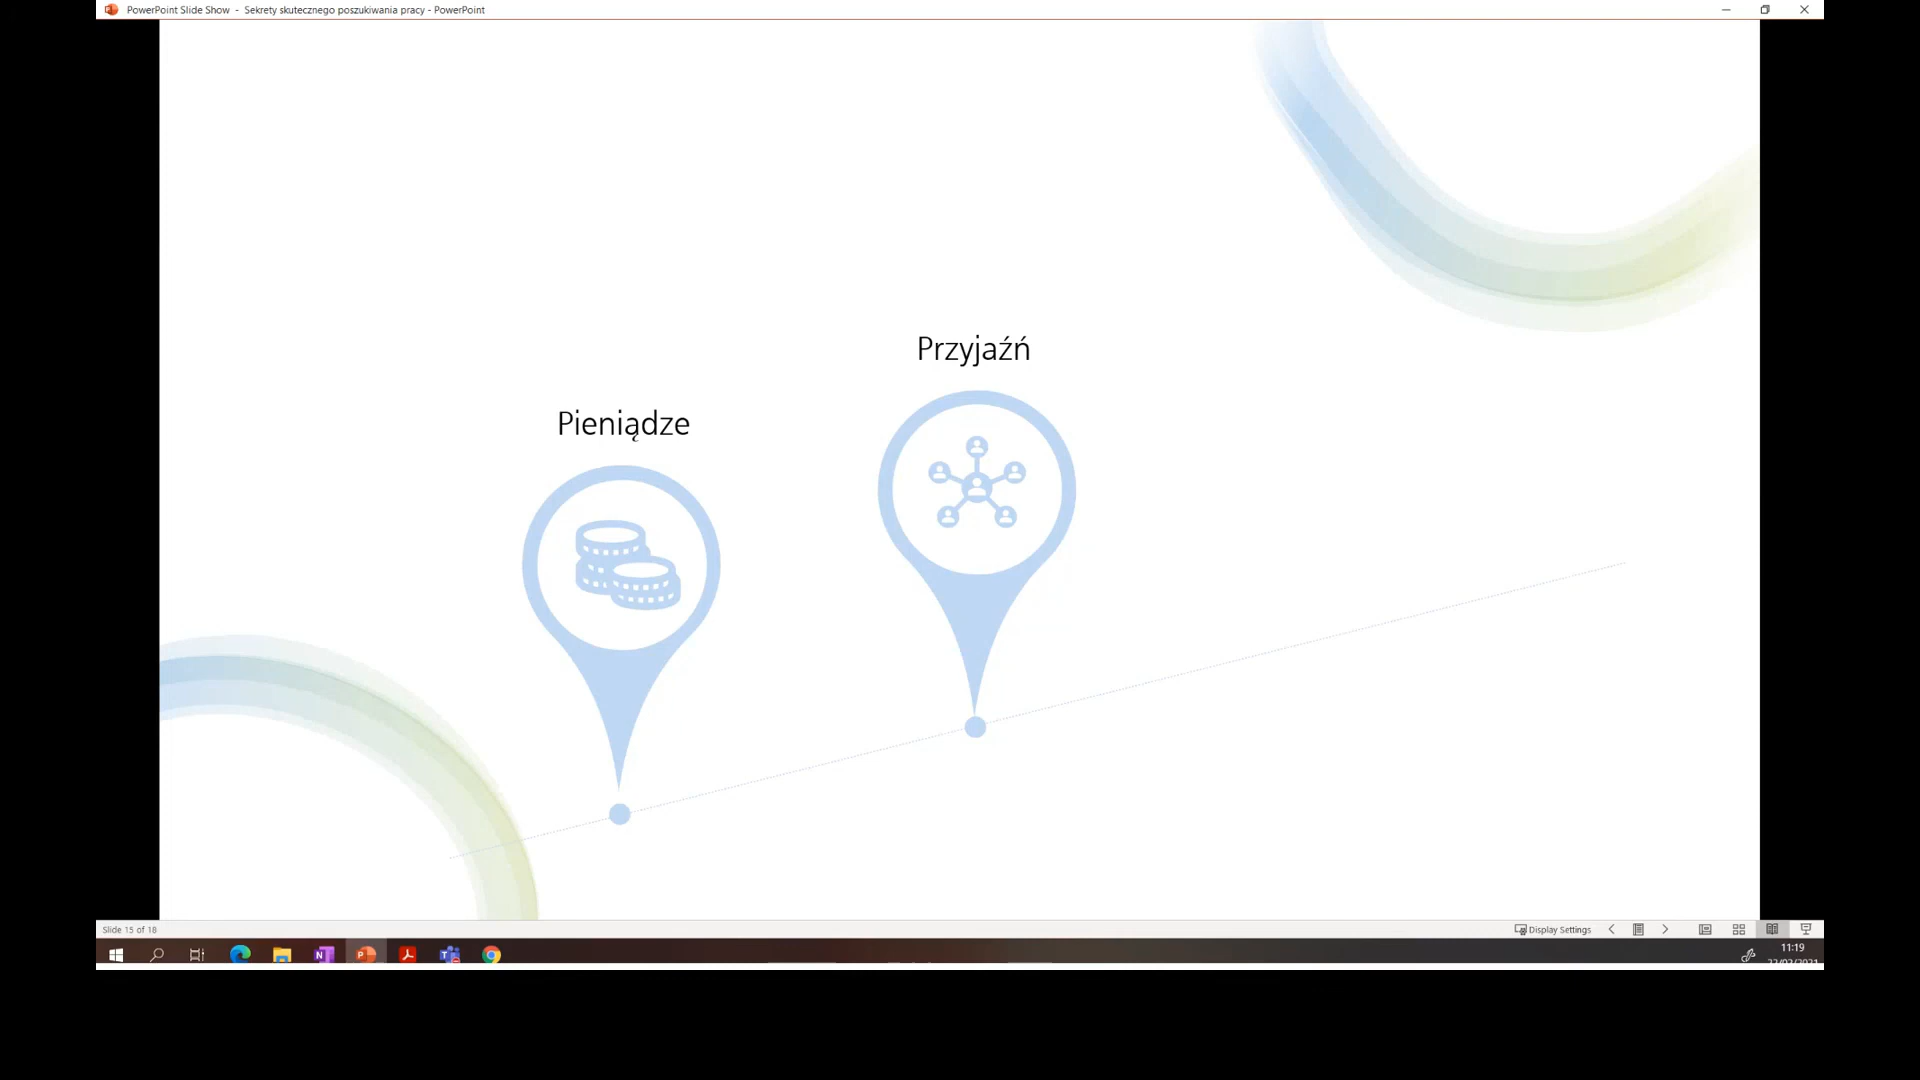 PowerPoint Slide Show - Sekrety skutecznego poszukiwania pracy - PowerPoint
Przyjaźń
Pieniądze
Slide 15 of 18
Display Settings
11:19